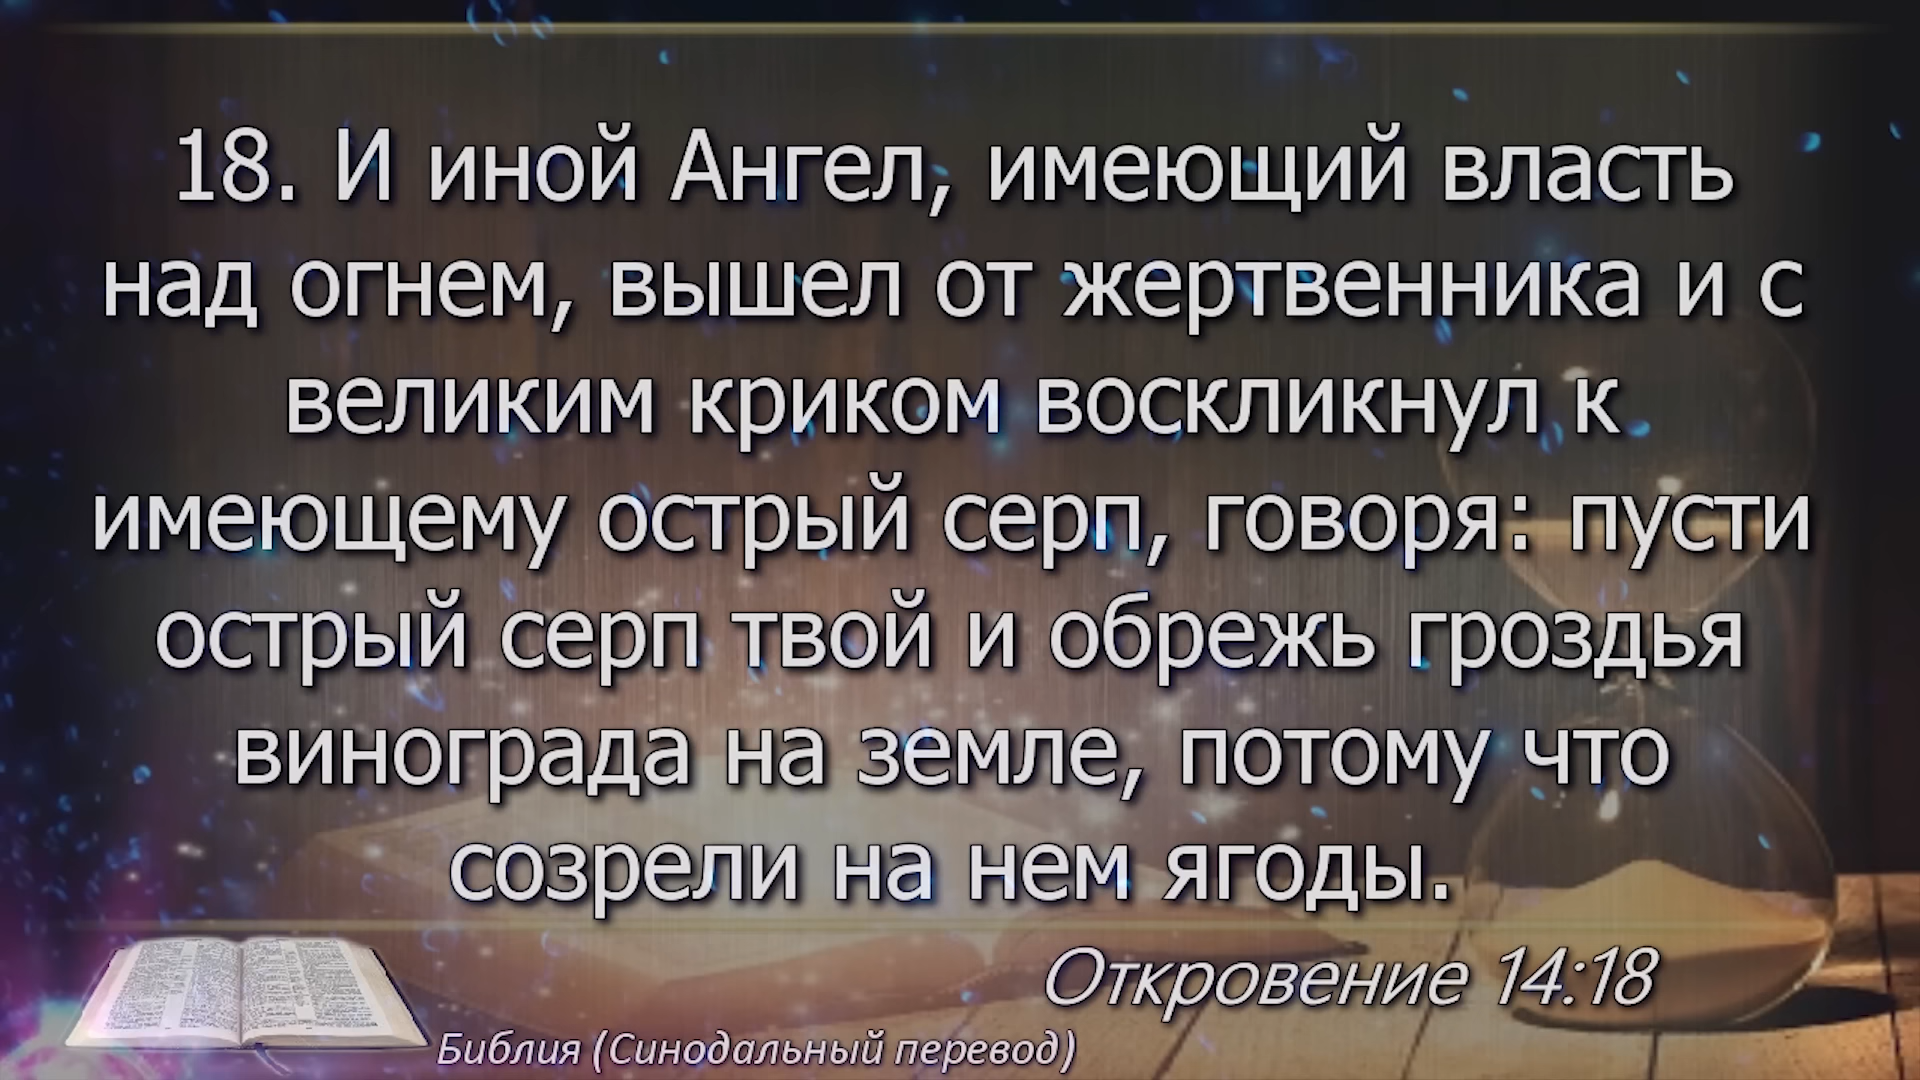 18. И иной Ангел, имеющий власть
над огнем, вышел от жертвенника и с
великим криком воскликнул к
имеющему острый серп, говоря: пусти
острый серп твой и обрежь гроздья
винограда на земле, потому что
созрели на нем ягоды.
Откровение 14:18
Библия (Синодальный перевод)